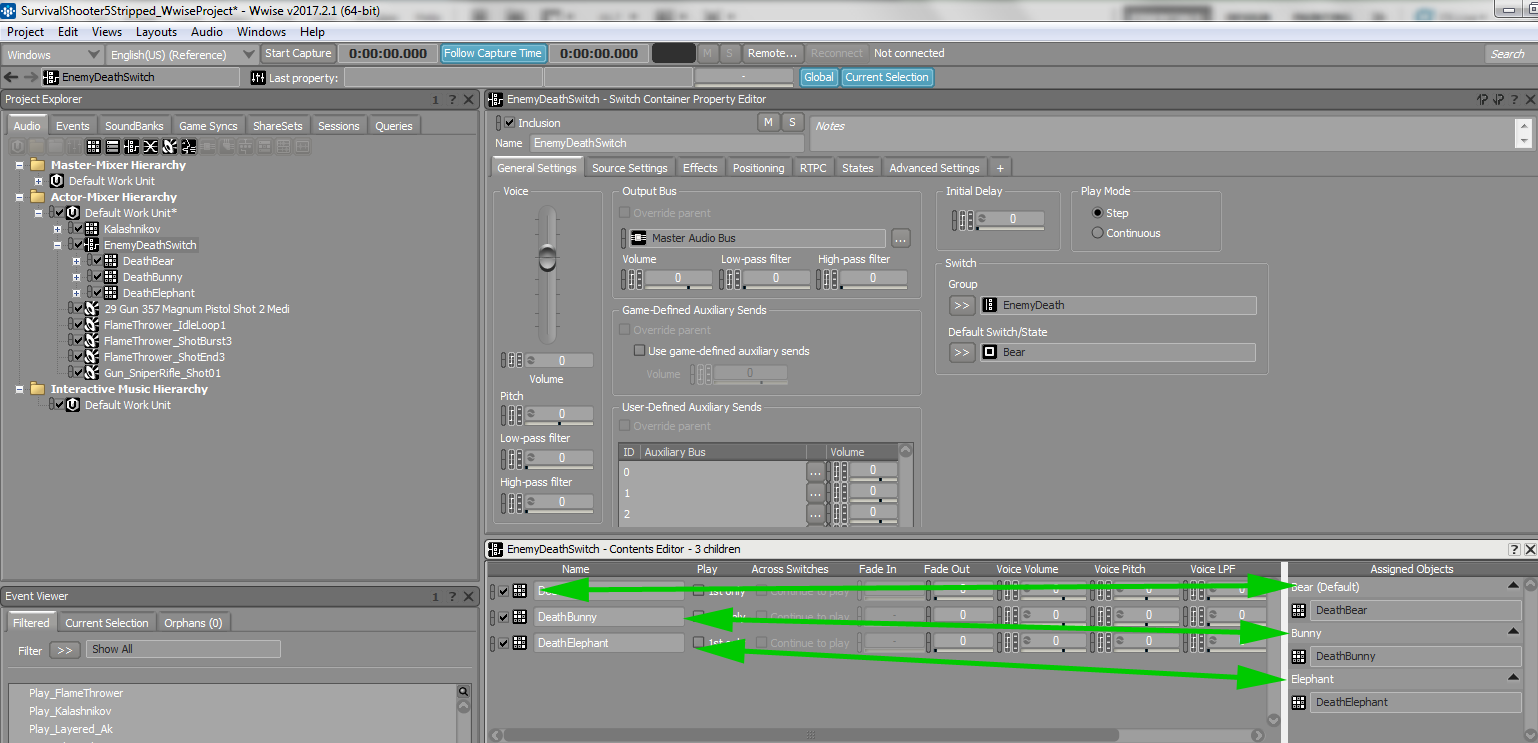 SurvivalShooter5Stripped_WwiseProject* - Wwise v2017.2.1 (64-bit)
Project Edit Views Layouts Audio Windows Help
Windows English(US) (Reference) Start Capture 0:00:00.000 Follow Capture Time 0:00:00.000 M S Remote... Reconnect Not connected Search
EnemyDeathSwitch Last property: - Global Current Selection
Project Explorer 1 ? X
Audio Events SoundBanks Game Syncs ShareSets Sessions Queries
Master-Mixer Hierarchy
Default Work Unit
Actor-Mixer Hierarchy
Default Work Unit*
Kalashnikov
EnemyDeathSwitch
DeathBear
DeathBunny
DeathElephant
29 Gun 357 Magnum Pistol Shot 2 Medi
FlameThrower_IdleLoop1
FlameThrower_ShotBurst3
FlameThrower_ShotEnd3
Gun_SniperRifle_Shot01
Interactive Music Hierarchy
Default Work Unit
Event Viewer 1 ? X
Filtered Current Selection Orphans (0)
Filter >> Show All
Play_FlameThrower
Play_Kalashnikov
Play_Layered_Ak
EnemyDeathSwitch - Switch Container Property Editor ? X
Inclusion M S Notes
Name EnemyDeathSwitch
General Settings Source Settings Effects Positioning RTPC States Advanced Settings +
Voice
0
Volume
Pitch
0
Low-pass filter
0
High-pass filter
0
Output Bus
Override parent
Master Audio Bus ...
Volume Low-pass filter High-pass filter
0 0 0
Game-Defined Auxiliary Sends
Override parent
Use game-defined auxiliary sends
Volume 0
User-Defined Auxiliary Sends
Override parent
ID Auxiliary Bus Volume
0 ... 0
1 ... 0
2 ... 0
Initial Delay
0
Play Mode
Step
Continuous
Switch
Group
>> EnemyDeath
Default Switch/State
>> Bear
EnemyDeathSwitch - Contents Editor - 3 children ? X
Name Play Across Switches Fade In Fade Out Voice Volume Voice Pitch Voice LPF Assigned Objects
1st only Continue to play 0 0 0 0
DeathBunny Continue to play - 0 0 0 0
DeathElephant 1st Continue to play - 0 0 0 0
Bear (Default)
DeathBear
Bunny
DeathBunny
Elephant
DeathElephant